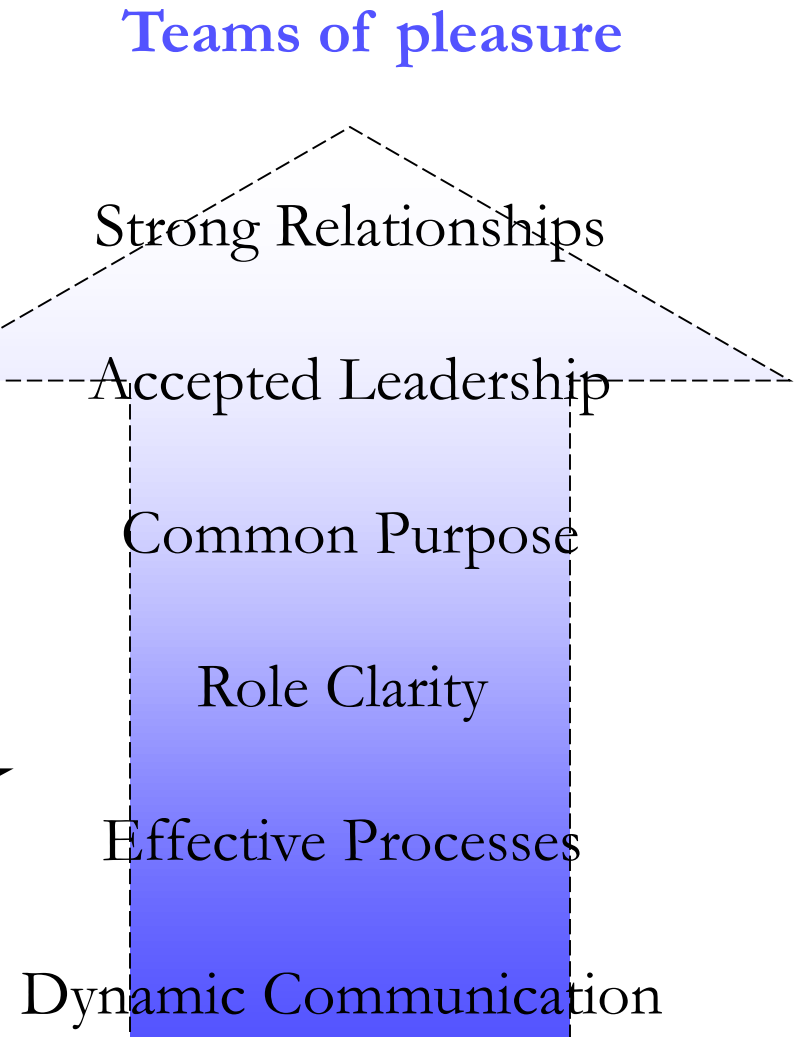 Teams of pleasure
Strong Relationships
Accepted Leadership
Common Purpose
Role Clarity
Effective Processes
Dynamic Communication